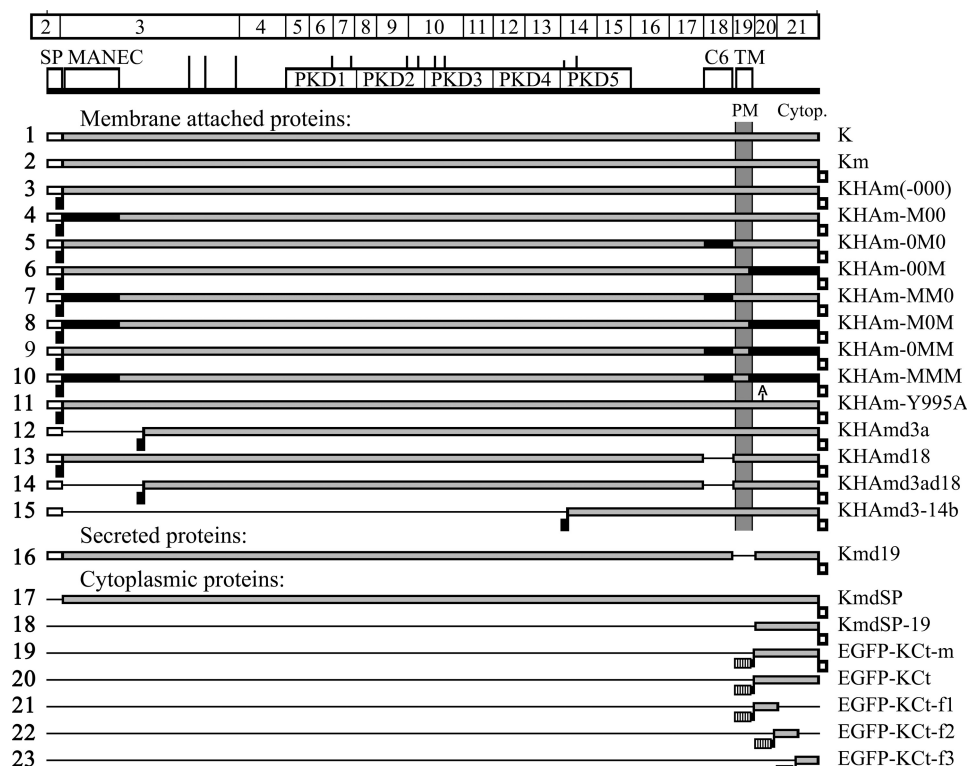 2 3 4 5 6 7 8 9 10 11 12 13 14 15 16 17 18 19 20 21
SP MANEC PKD1 PKD2 PKD3 PKD4 PKD5 C6 TM
PM Cytop.
Membrane attached proteins:
1 K
2 Km
3 KHAm(-000)
4 KHAm-M00
5 KHAm-0M0
6 KHAm-00M
7 KHAm-MM0
8 KHAm-M0M
9 KHAm-0MM
10 KHAm-MMM
A
11 KHAm-Y995A
12 KHAmd3a
13 KHAmd18
14 KHAmd3ad18
15 KHAmd3-14b
Secreted proteins:
16 Kmd19
Cytoplasmic proteins:
17 KmdSP
18 KmdSP-19
19 EGFP-KCt-m
20 EGFP-KCt
21 EGFP-KCt-f1
22 EGFP-KCt-f2
23 EGFP-KCt-f3